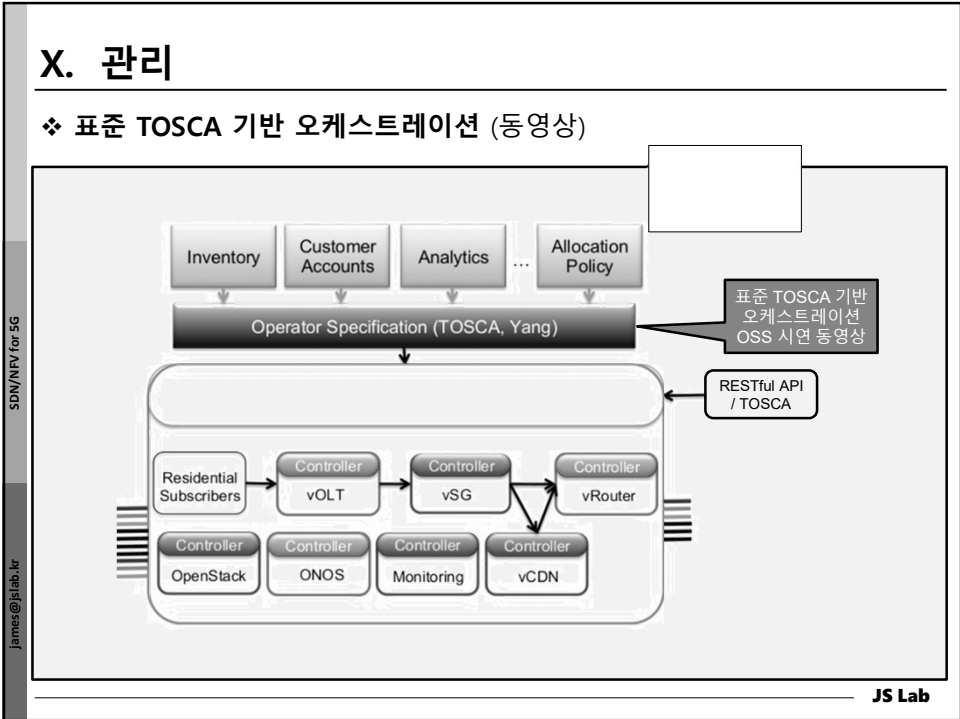 X. 관리
❖ 표준 TOSCA 기반 오케스트레이션 (동영상)
Inventory
Customer
Accounts
Analytics
...
Allocation
Policy
Operator Specification (TOSCA, Yang)
표준 TOSCA 기반
오케스트레이션
OSS 시연 동영상
RESTful API
/ TOSCA
Residential
Subscribers
Controller
vOLT
Controller
vSG
Controller
vRouter
Controller
OpenStack
Controller
ONOS
Controller
Monitoring
Controller
vCDN
SDN/NFV for 5G
james@jslab.kr
JS Lab